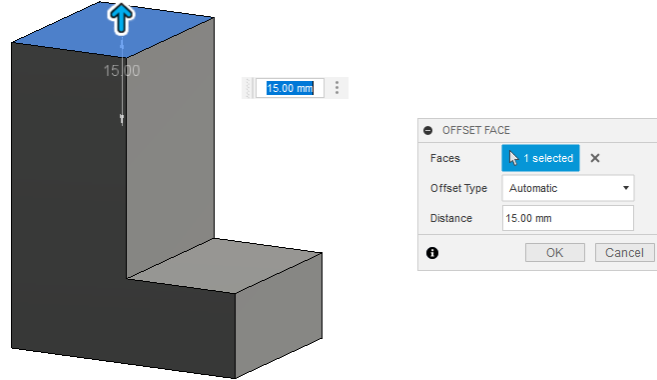 15.00
15.00 mm
OFFSET FACE
Faces 1 selected
Offset Type Automatic
Distance 15.00 mm
OK Cancel